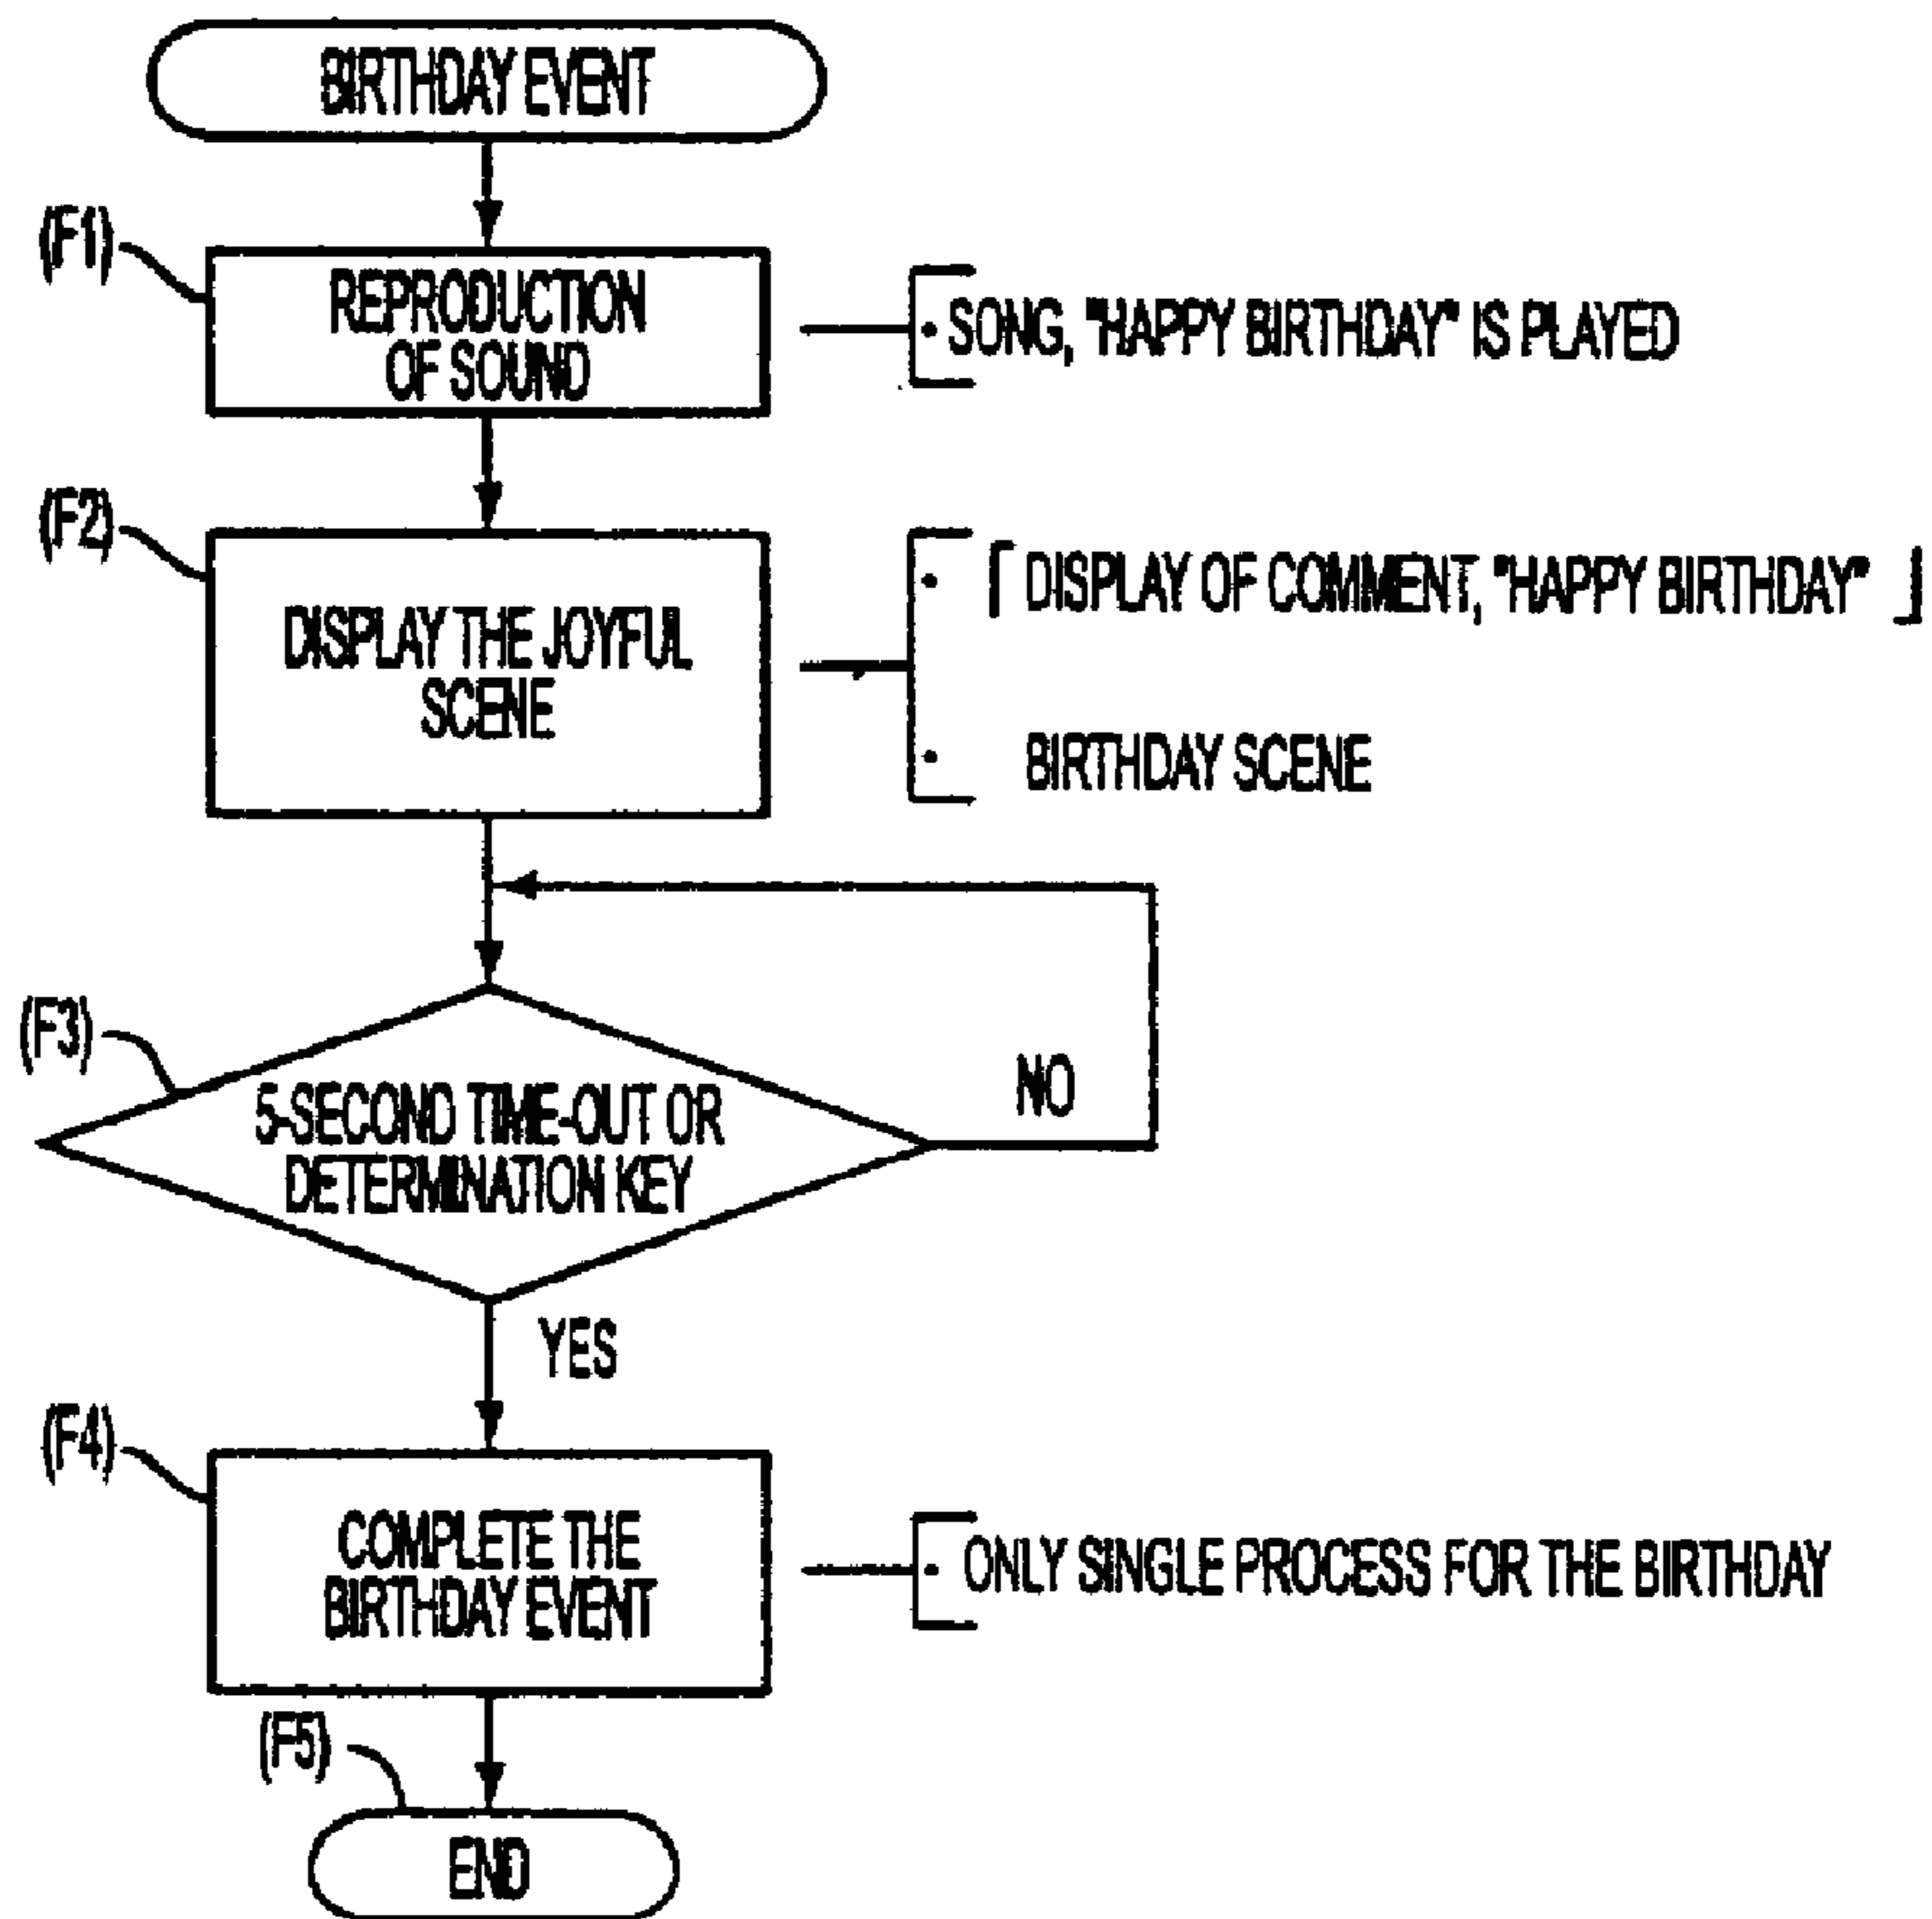 BIRTHDAY EVENT
(F1)
REPRODUCTION
OF SOUND
• SONG, "HAPPY BIRTHDAY" IS PLAYED
(F2)
DISPLAY THE JOYFUL
SCENE
• 「 DISPLAY OF COMMENT, "HAPPY BIRTHDAY" 」
• BIRTHDAY SCENE
(F3)
5-SECOND TIME-OUT OR
DETERMINATION KEY
NO
YES
(F4)
COMPLETE THE
BIRTHDAY EVENT
• ONLY SINGLE PROCESS FOR THE BIRTHDAY
(F5)
END